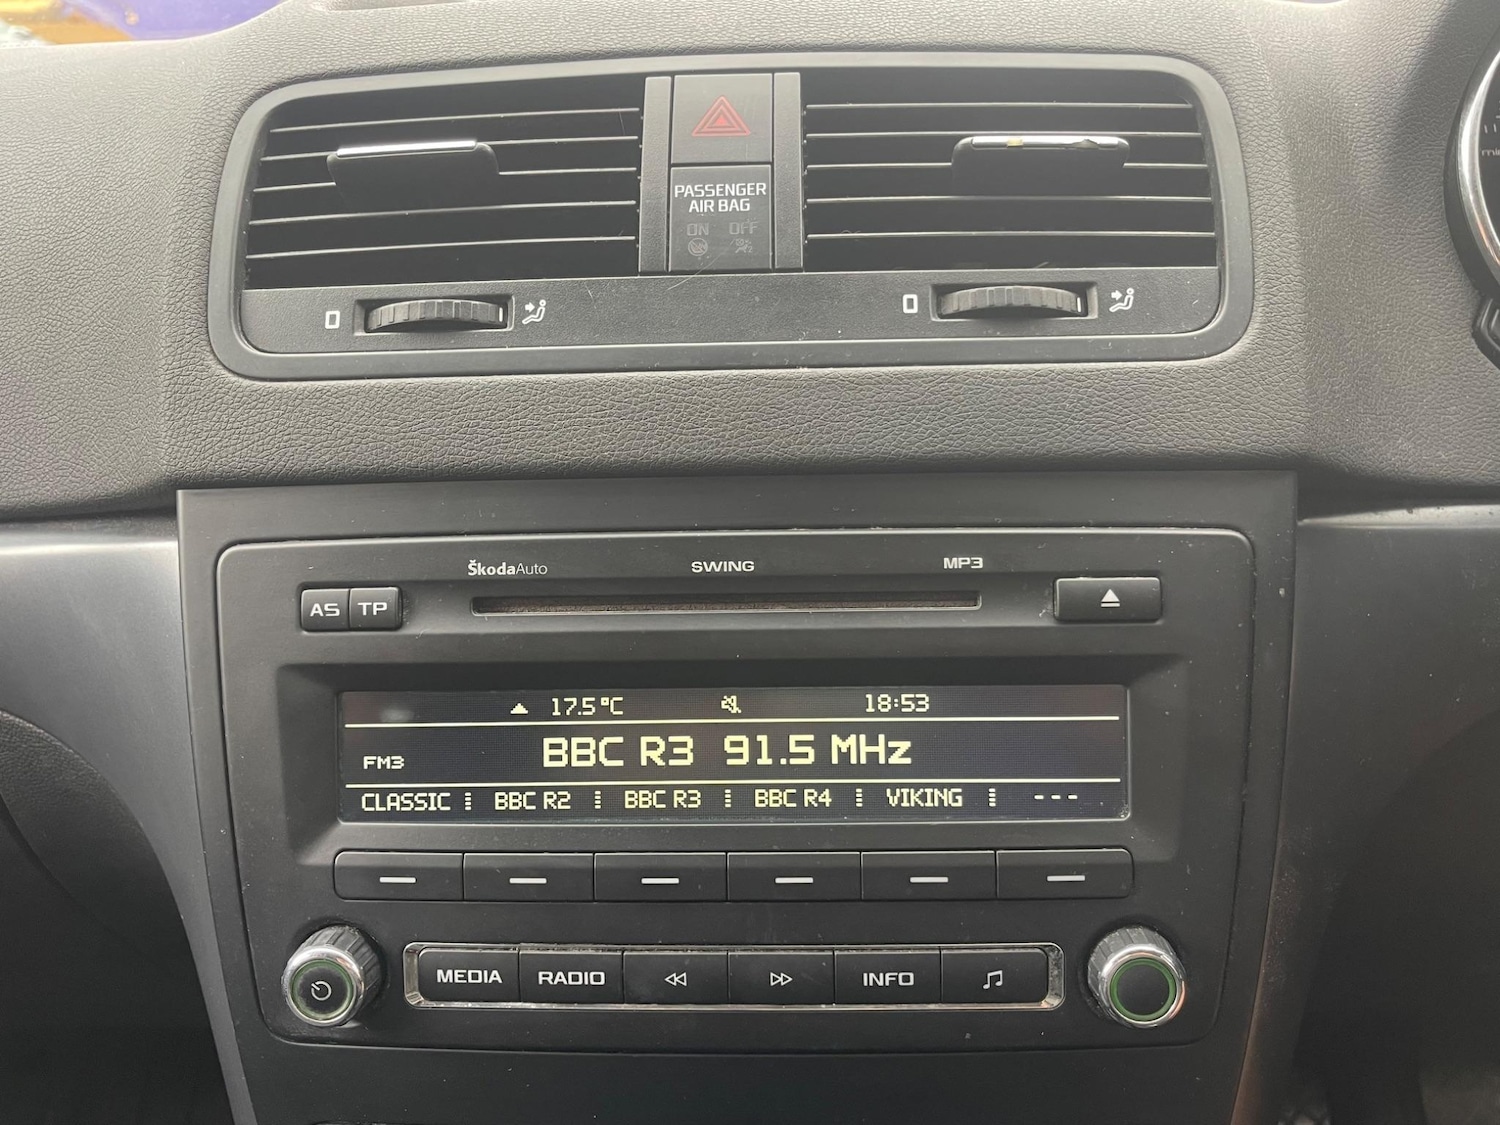 PASSENGER
AIR BAG
ON OFF
0
0
ŠkodaAuto SWING MP3
AS TP
17.5°C 18:53
FM3 BBC R3 91.5 MHz
CLASSIC BBC R2 BBC R3 BBC R4 VIKING ---
MEDIA RADIO INFO